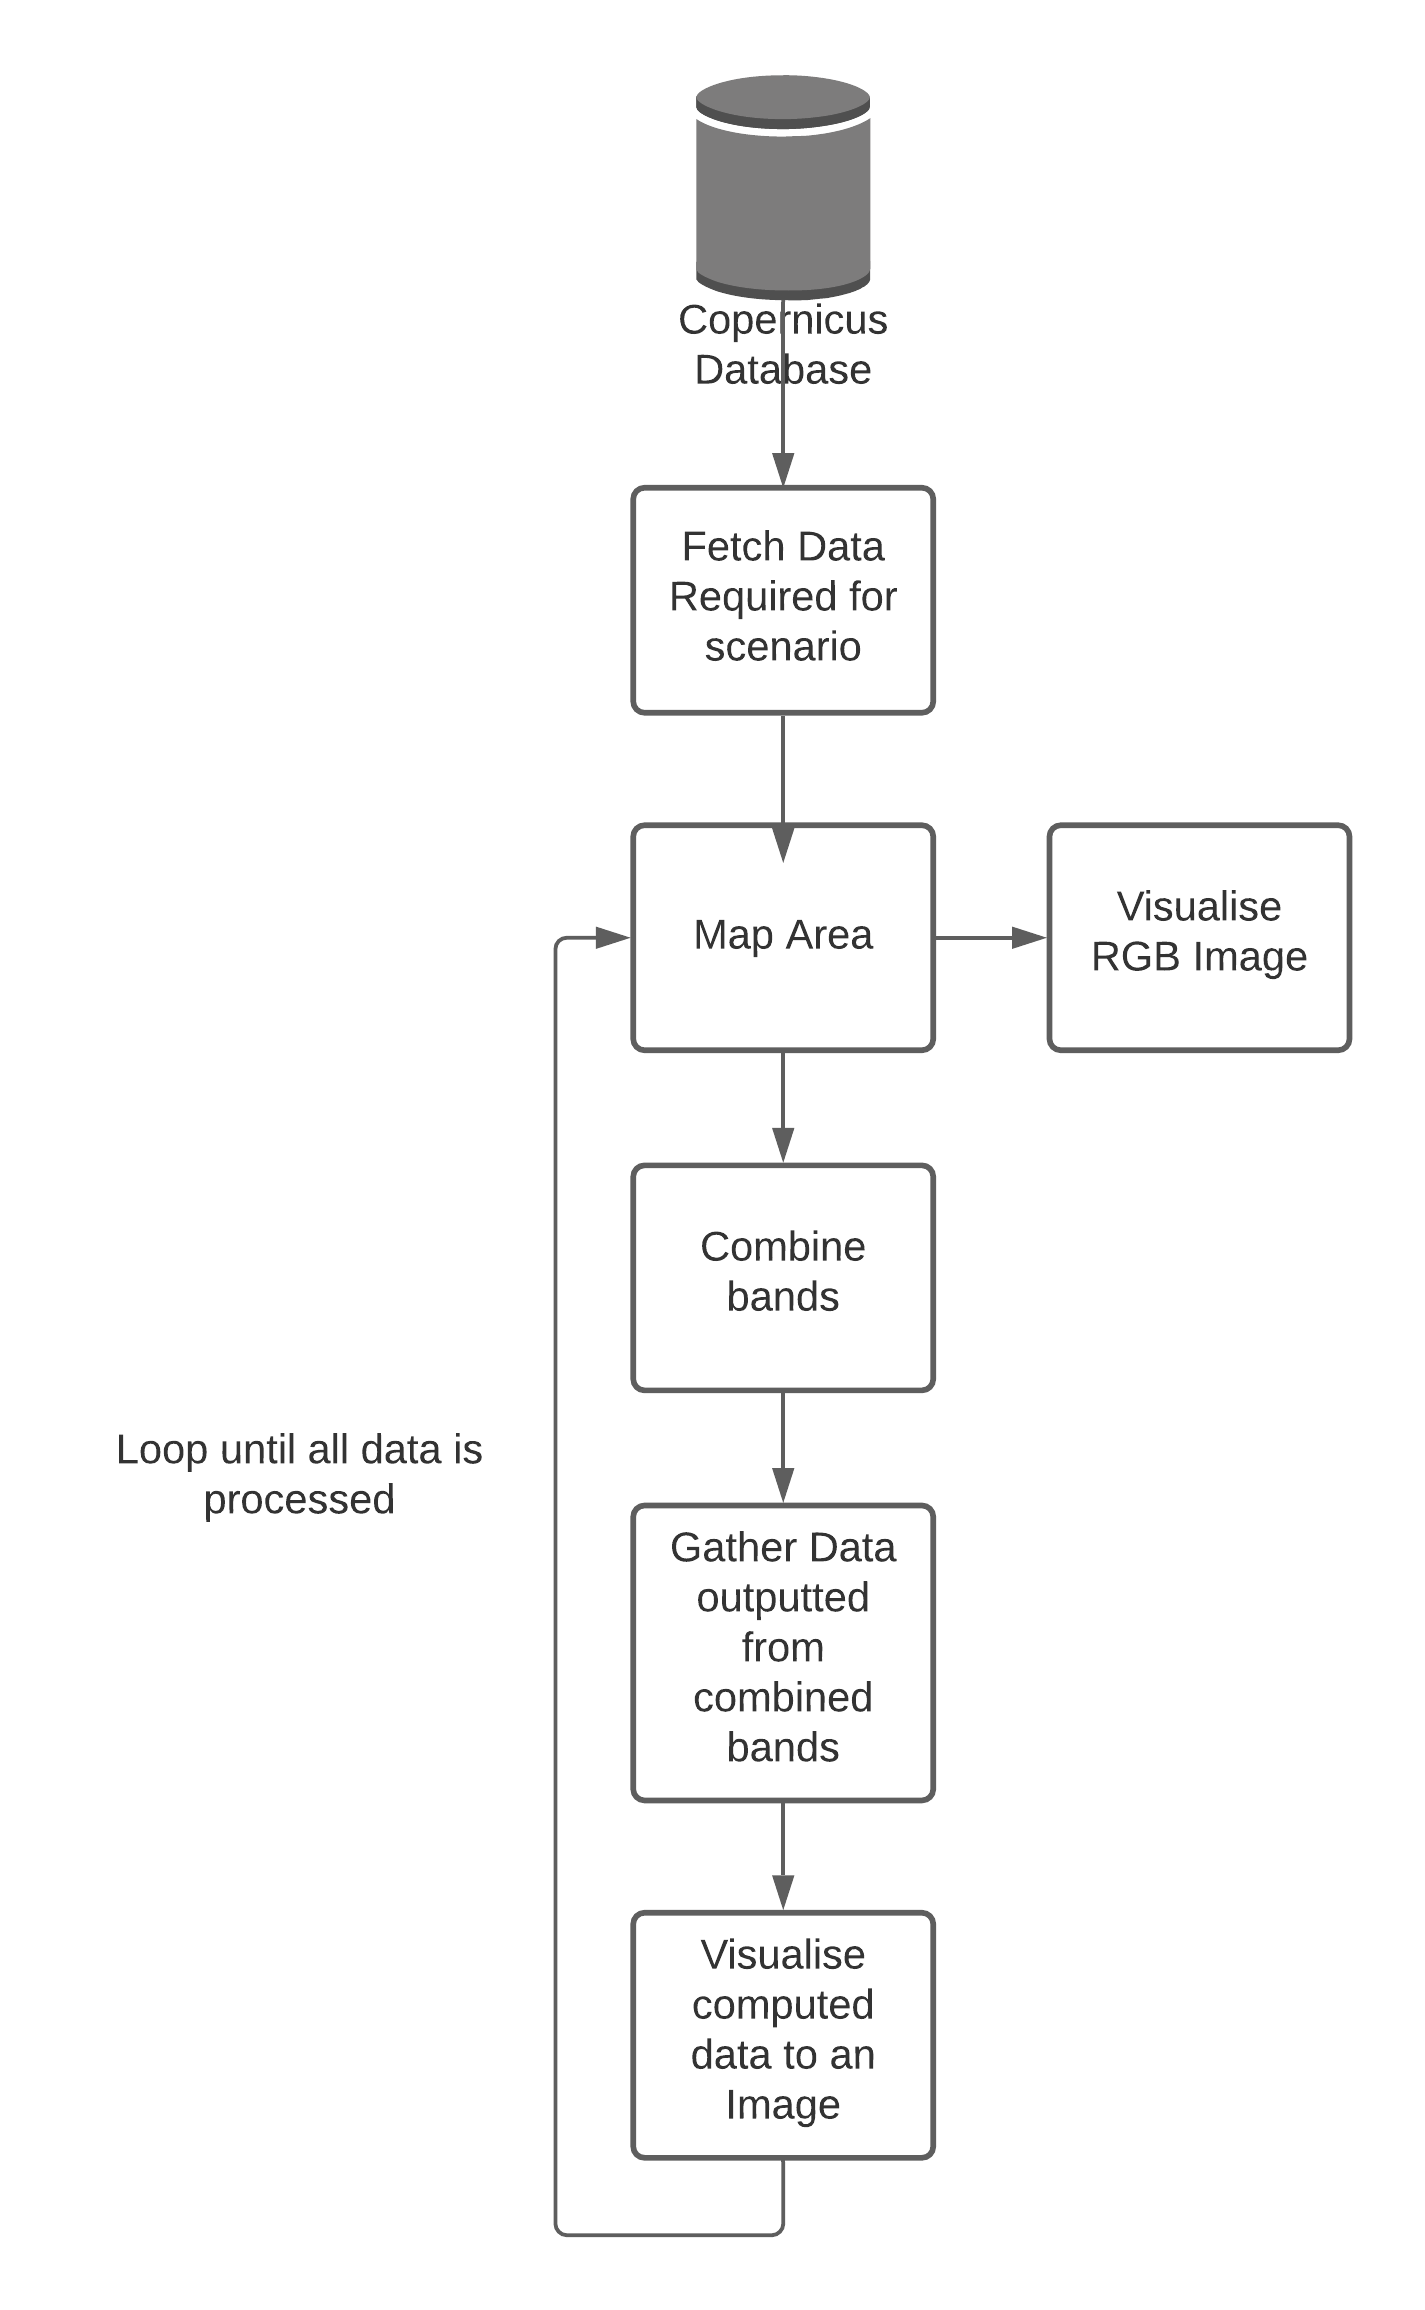 Copernicus
Database
Fetch Data
Required for
scenario
Map Area
Visualise
RGB Image
Combine
bands
Loop until all data is
processed
Gather Data
outputted
from
combined
bands
Visualise
computed
data to an
Image